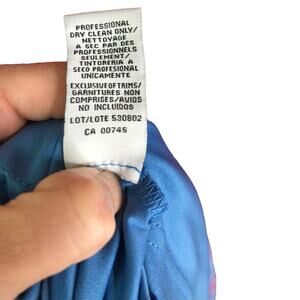 PROFESSIONAL
DRY CLEAN ONLY/
NETTOYAGE
A SEC PAR DES
PROFESSIONNELS
SEULEMENT/
TINTORERIA A
SECO PROFESIONAL
UNICAMENTE
EXCLUSIVE OF TRIMS/
GARNITURES NON
COMPRISES/AVIOS
NO INCLUIDOS
LOT/LOTE 530802
CA 00745